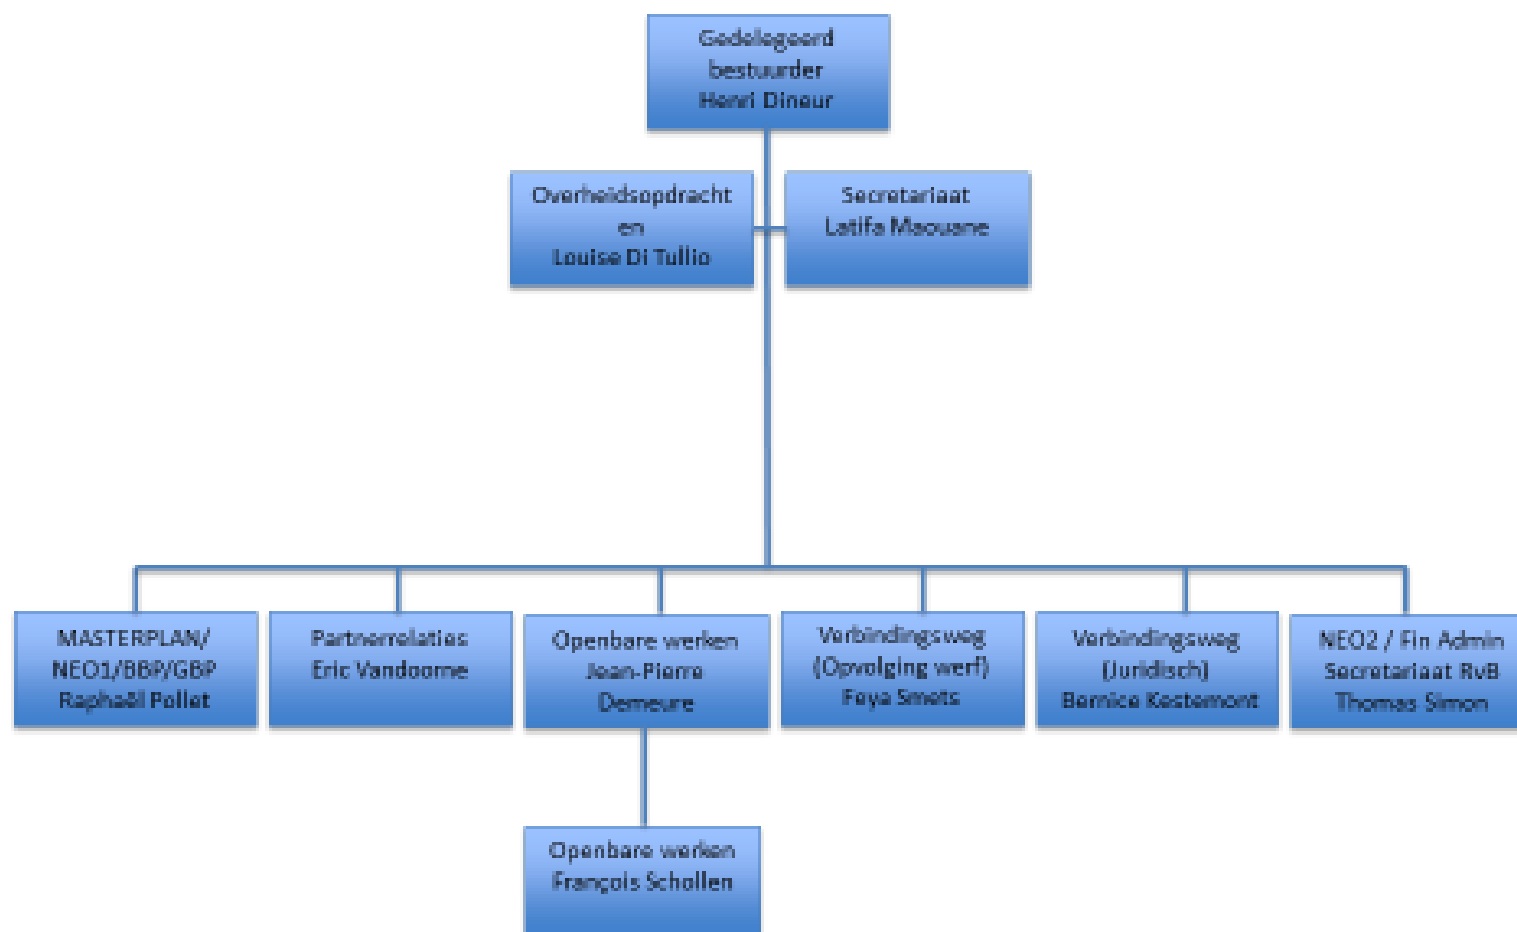 Gedelegeerd
bestuurder
Henri Dineur
Overheidsopdracht
en
Louise Di Tullio
Secretariaat
Latifa Maouane
MASTERPLAN/
NEO1/BBP/GBP
Raphaël Pollet
Partnerrelaties
Eric Vandoorne
Openbare werken
Jean-Pierre
Demeure
Verbindingsweg
(Opvolging werf)
Feya Smets
Verbindingsweg
(Juridisch)
Bernice Kestemont
NEO2 / Fin Admin
Secretariaat RvB
Thomas Simon
Openbare werken
François Schollen